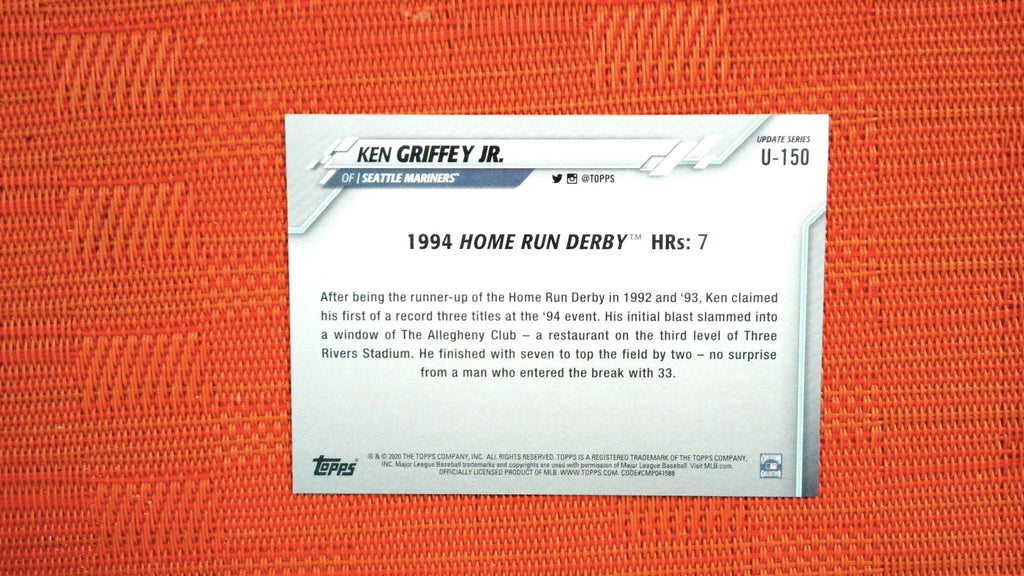 KEN GRIFFEY JR.
UPDATE SERIES
U-150
OF | SEATTLE MARINERS™
@TOPPS
1994 HOME RUN DERBY™ HRs: 7
After being the runner-up of the Home Run Derby in 1992 and '93, Ken claimed
his first of a record three titles at the '94 event. His initial blast slammed into
a window of The Allegheny Club – a restaurant on the third level of Three
Rivers Stadium. He finished with seven to top the field by two – no surprise
from a man who entered the break with 33.
Topps®
® & © 2020 THE TOPPS COMPANY, INC. ALL RIGHTS RESERVED. TOPPS IS A REGISTERED TRADEMARK OF THE TOPPS COMPANY,
INC. Major League Baseball trademarks and copyrights are used with permission of Major League Baseball. Visit MLB.com.
OFFICIALLY LICENSED PRODUCT OF MLB. WWW.TOPPS.COM. CODE#CMP041588